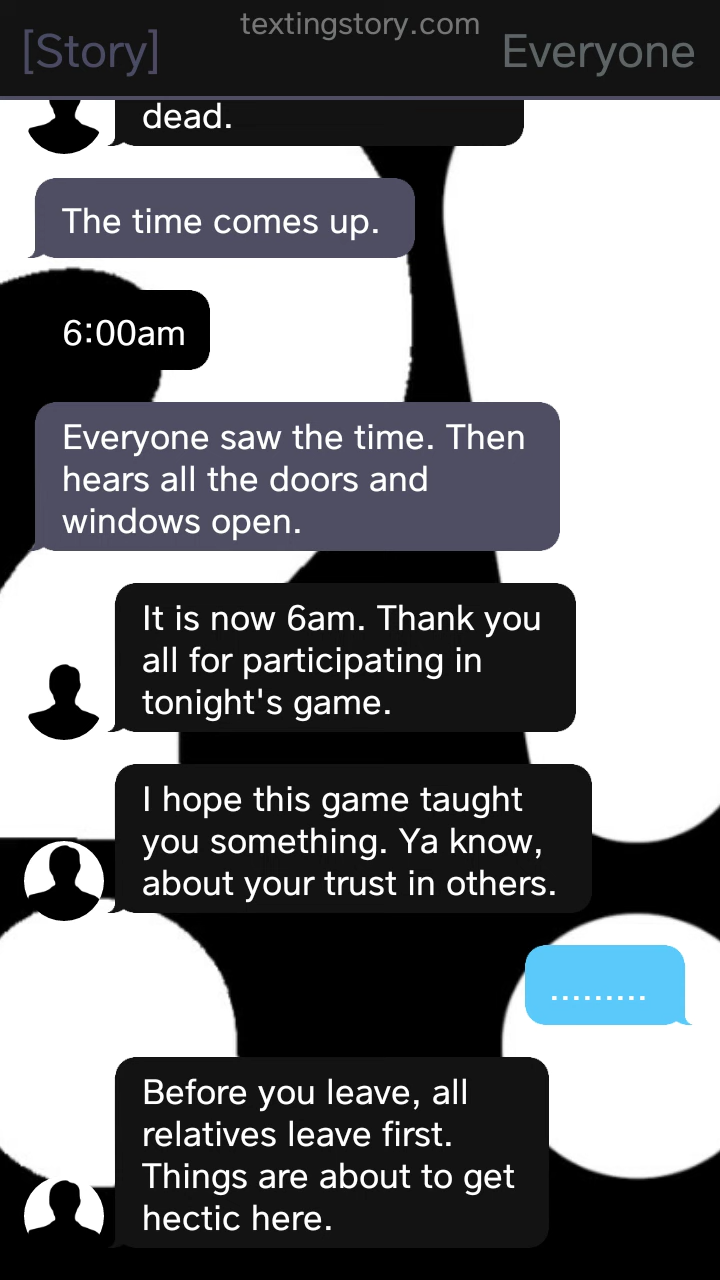 textingstory.com
[Story]
Everyone
dead.
The time comes up.
6:00am
Everyone saw the time. Then
hears all the doors and
windows open.
It is now 6am. Thank you
all for participating in
tonight's game.
I hope this game taught
you something. Ya know,
about your trust in others.
.........
Before you leave, all
relatives leave first.
Things are about to get
hectic here.